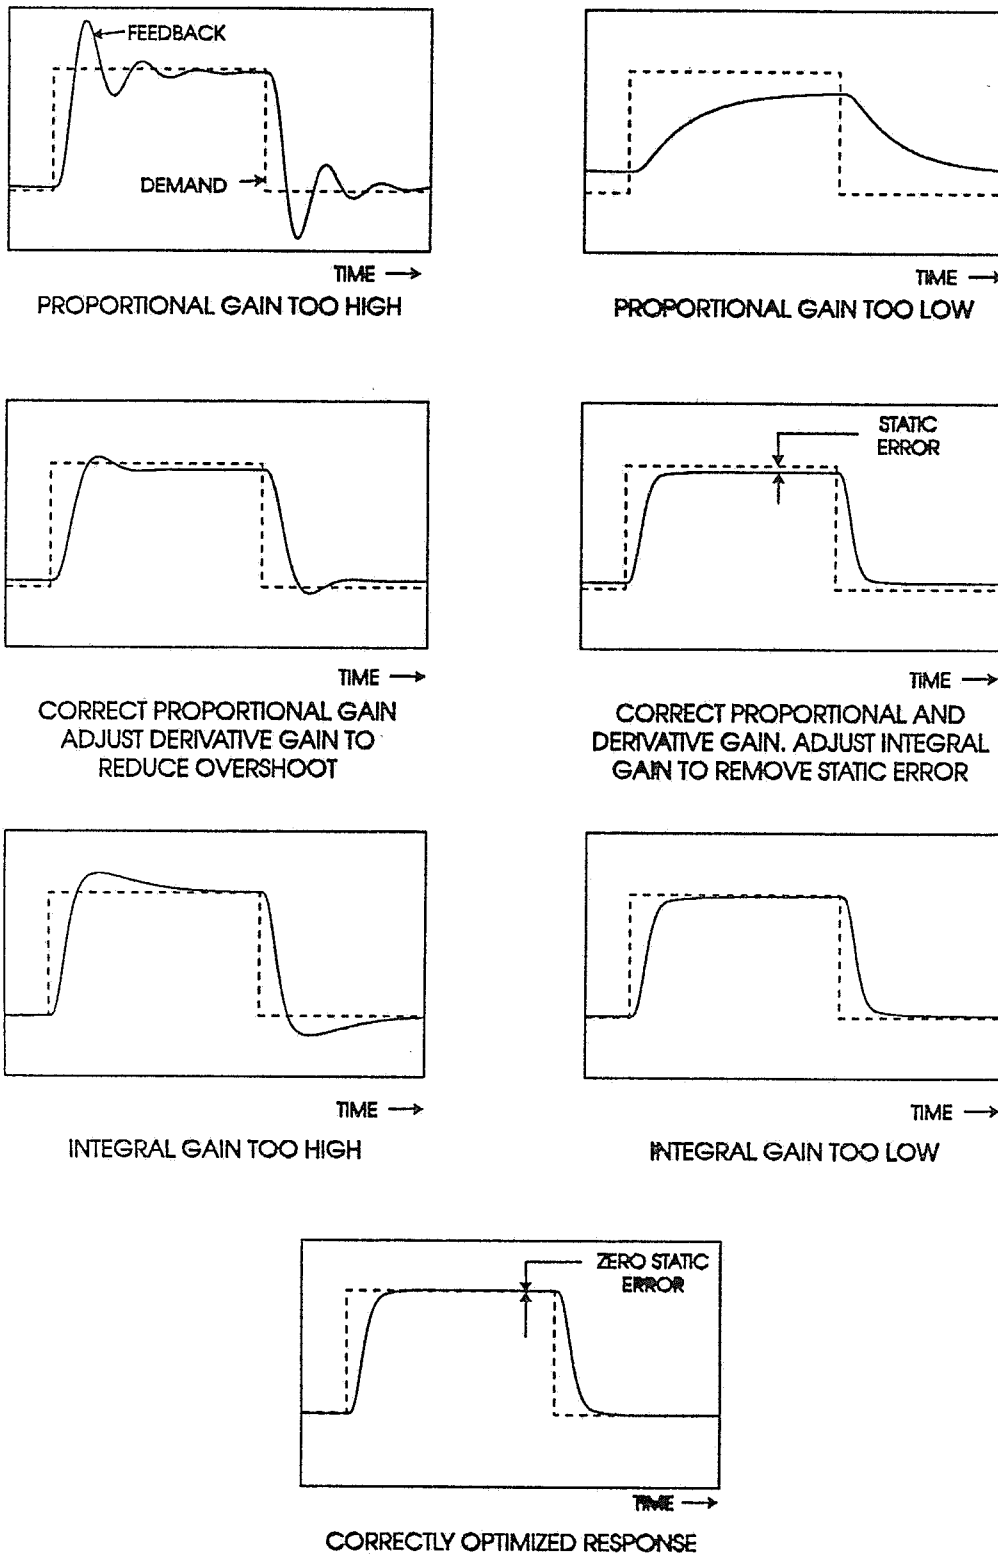 FEEDBACK
DEMAND
TIME
PROPORTIONAL GAIN TOO HIGH
TIME
PROPORTIONAL GAIN TOO LOW
TIME
CORRECT PROPORTIONAL GAIN
ADJUST DERIVATIVE GAIN TO
REDUCE OVERSHOOT
STATIC
ERROR
TIME
CORRECT PROPORTIONAL AND
DERIVATIVE GAIN. ADJUST INTEGRAL
GAIN TO REMOVE STATIC ERROR
TIME
INTEGRAL GAIN TOO HIGH
TIME
INTEGRAL GAIN TOO LOW
ZERO STATIC
ERROR
TIME
CORRECTLY OPTIMIZED RESPONSE